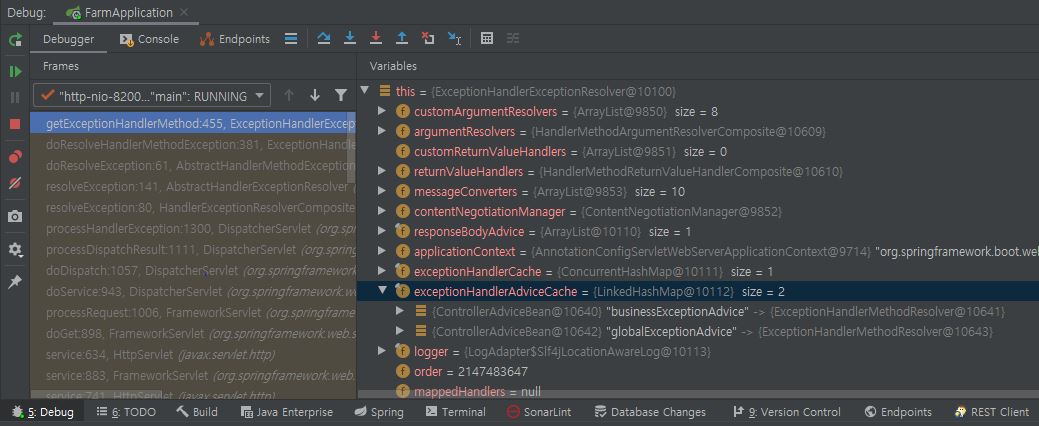 Debug: FarmApplication
Debugger Console Endpoints
Frames
"http-nio-8200..."main": RUNNING
getExceptionHandlerMethod:455, ExceptionHandlerExcep
doResolveHandlerMethodException:381, ExceptionHandle
doResolveException:61, AbstractHandlerMethodException
resolveException:141, AbstractHandlerExceptionResolver
resolveException:80, HandlerExceptionResolverComposite
processHandlerException:1300, DispatcherServlet (org.sp
processDispatchResult:1111, DispatcherServlet (org.sprin
doDispatch:1057, DispatcherServlet (org.springframework
doService:943, DispatcherServlet (org.springframework.w
processRequest:1006, FrameworkServlet (org.springfram
doGet:898, FrameworkServlet (org.springframework.web.s
service:634, HttpServlet (javax.servlet.http)
service:883, FrameworkServlet (org.springframework.web.
service:741, HttpServlet (javax.servlet.http)
Variables
this = {ExceptionHandlerExceptionResolver@10100}
customArgumentResolvers = {ArrayList@9850} size = 8
argumentResolvers = {HandlerMethodArgumentResolverComposite@10609}
customReturnValueHandlers = {ArrayList@9851} size = 0
returnValueHandlers = {HandlerMethodReturnValueHandlerComposite@10610}
messageConverters = {ArrayList@9853} size = 10
contentNegotiationManager = {ContentNegotiationManager@9852}
responseBodyAdvice = {ArrayList@10110} size = 1
applicationContext = {AnnotationConfigServletWebServerApplicationContext@9714} "org.springframework.boot.wel
exceptionHandlerCache = {ConcurrentHashMap@10111} size = 1
exceptionHandlerAdviceCache = {LinkedHashMap@10112} size = 2
{ControllerAdviceBean@10640} "businessExceptionAdvice" -> {ExceptionHandlerMethodResolver@10641}
{ControllerAdviceBean@10642} "globalExceptionAdvice" -> {ExceptionHandlerMethodResolver@10643}
logger = {LogAdapter$Slf4jLocationAwareLog@10113}
order = 2147483647
mappedHandlers = null
5: Debug 6: TODO Build Java Enterprise Spring Terminal SonarLint Database Changes 9: Version Control Endpoints REST Client